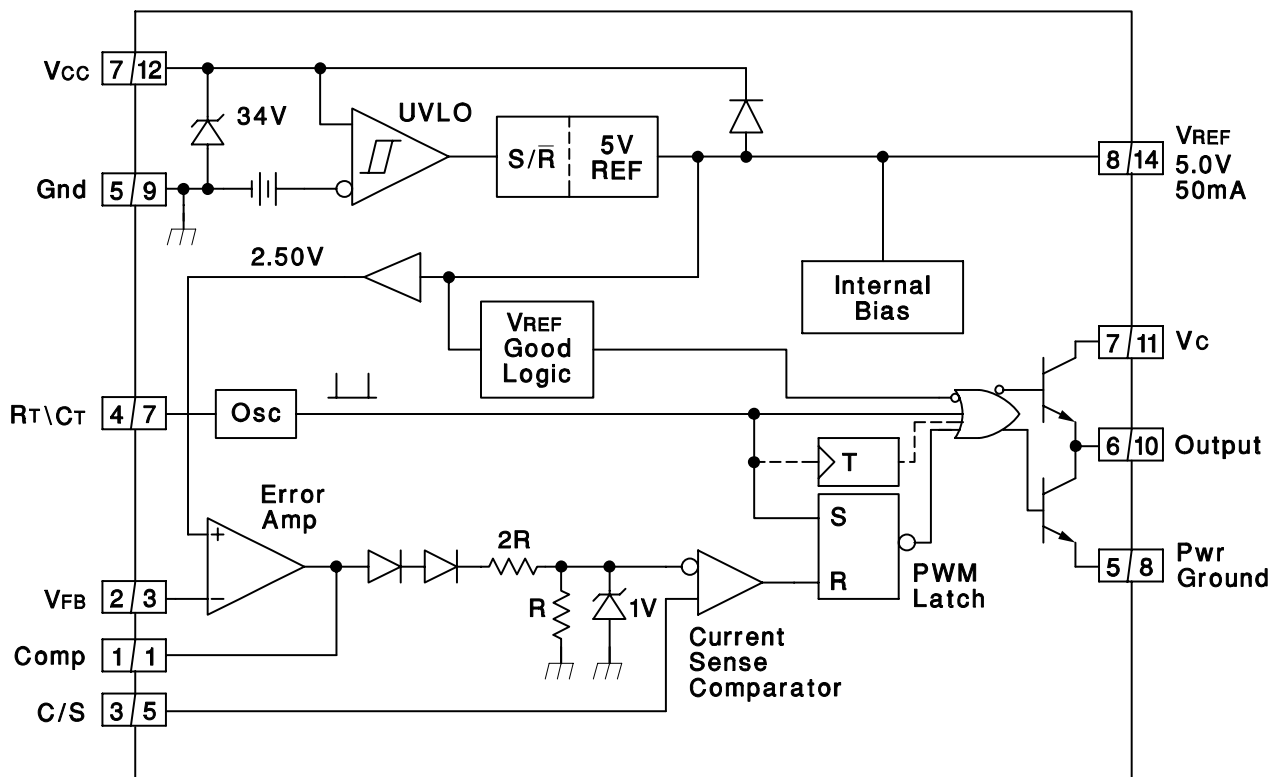 Vcc 7/12
34V
UVLO
S/R̅
5V
REF
8/14
VREF
5.0V
50mA
Gnd 5/9
2.50V
Internal
Bias
VREF
Good
Logic
7/11 Vc
RT\CT 4/7
Osc
T
6/10 Output
Error
Amp
+
S
2R
PWM
Latch
5/8 Pwr
Ground
VFB 2/3
−
R
1V
R
Comp 1/1
Current
Sense
Comparator
C/S 3/5